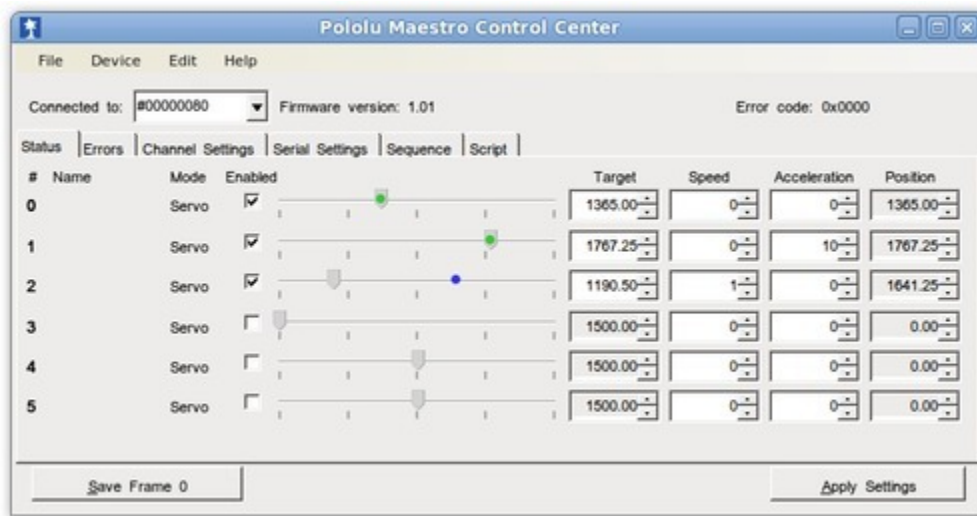 Pololu Maestro Control Center
File Device Edit Help
Connected to: #00000080 Firmware version: 1.01 Error code: 0x0000
Status Errors Channel Settings Serial Settings Sequence Script
# Name Mode Enabled Target Speed Acceleration Position
0 Servo 1365.00 0 0 1365.00
1 Servo 1767.25 0 10 1767.25
2 Servo 1190.50 1 0 1641.25
3 Servo 1500.00 0 0 0.00
4 Servo 1500.00 0 0 0.00
5 Servo 1500.00 0 0 0.00
Save Frame 0 Apply Settings